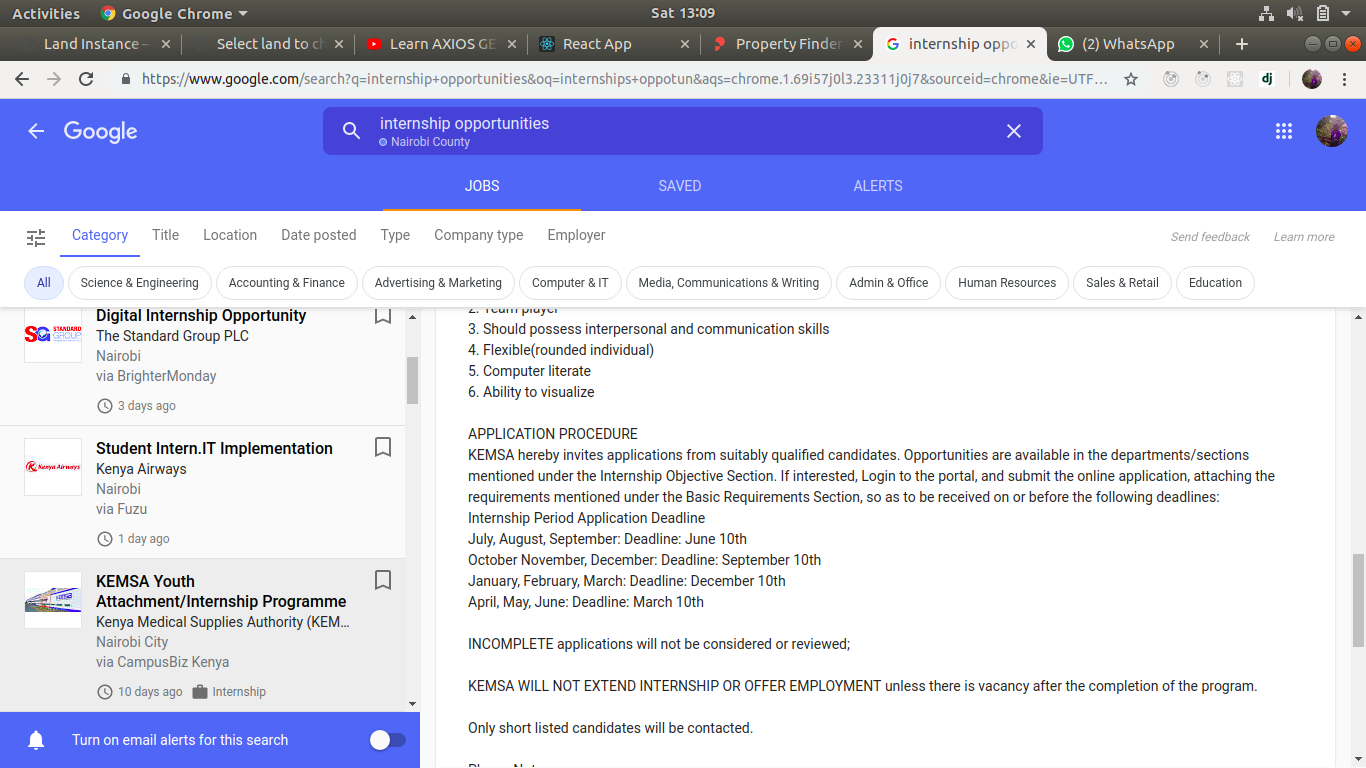 Activities
Google Chrome
Sat 13:09
Land Instance –
Select land to ch
Learn AXIOS GE
React App
Property Finder
internship oppo
(2) WhatsApp
https://www.google.com/search?q=internship+opportunities&oq=internships+oppotun&aqs=chrome.1.69i57j0l3.23311j0j7&sourceid=chrome&ie=UTF...
dj
Google
internship opportunities
Nairobi County
JOBS
SAVED
ALERTS
Category
Title
Location
Date posted
Type
Company type
Employer
Send feedback
Learn more
All
Science & Engineering
Accounting & Finance
Advertising & Marketing
Computer & IT
Media, Communications & Writing
Admin & Office
Human Resources
Sales & Retail
Education
STANDARD
GROUP
Digital Internship Opportunity
The Standard Group PLC
Nairobi
via BrighterMonday
3 days ago
Kenya Airways
Student Intern.IT Implementation
Kenya Airways
Nairobi
via Fuzu
1 day ago
KEMSA Youth
Attachment/Internship Programme
Kenya Medical Supplies Authority (KEM...
Nairobi City
via CampusBiz Kenya
10 days ago
Internship
Turn on email alerts for this search
2. Team player
3. Should possess interpersonal and communication skills
4. Flexible(rounded individual)
5. Computer literate
6. Ability to visualize
APPLICATION PROCEDURE
KEMSA hereby invites applications from suitably qualified candidates. Opportunities are available in the departments/sections
mentioned under the Internship Objective Section. If interested, Login to the portal, and submit the online application, attaching the
requirements mentioned under the Basic Requirements Section, so as to be received on or before the following deadlines:
Internship Period Application Deadline
July, August, September: Deadline: June 10th
October November, December: Deadline: September 10th
January, February, March: Deadline: December 10th
April, May, June: Deadline: March 10th
INCOMPLETE applications will not be considered or reviewed;
KEMSA WILL NOT EXTEND INTERNSHIP OR OFFER EMPLOYMENT unless there is vacancy after the completion of the program.
Only short listed candidates will be contacted.